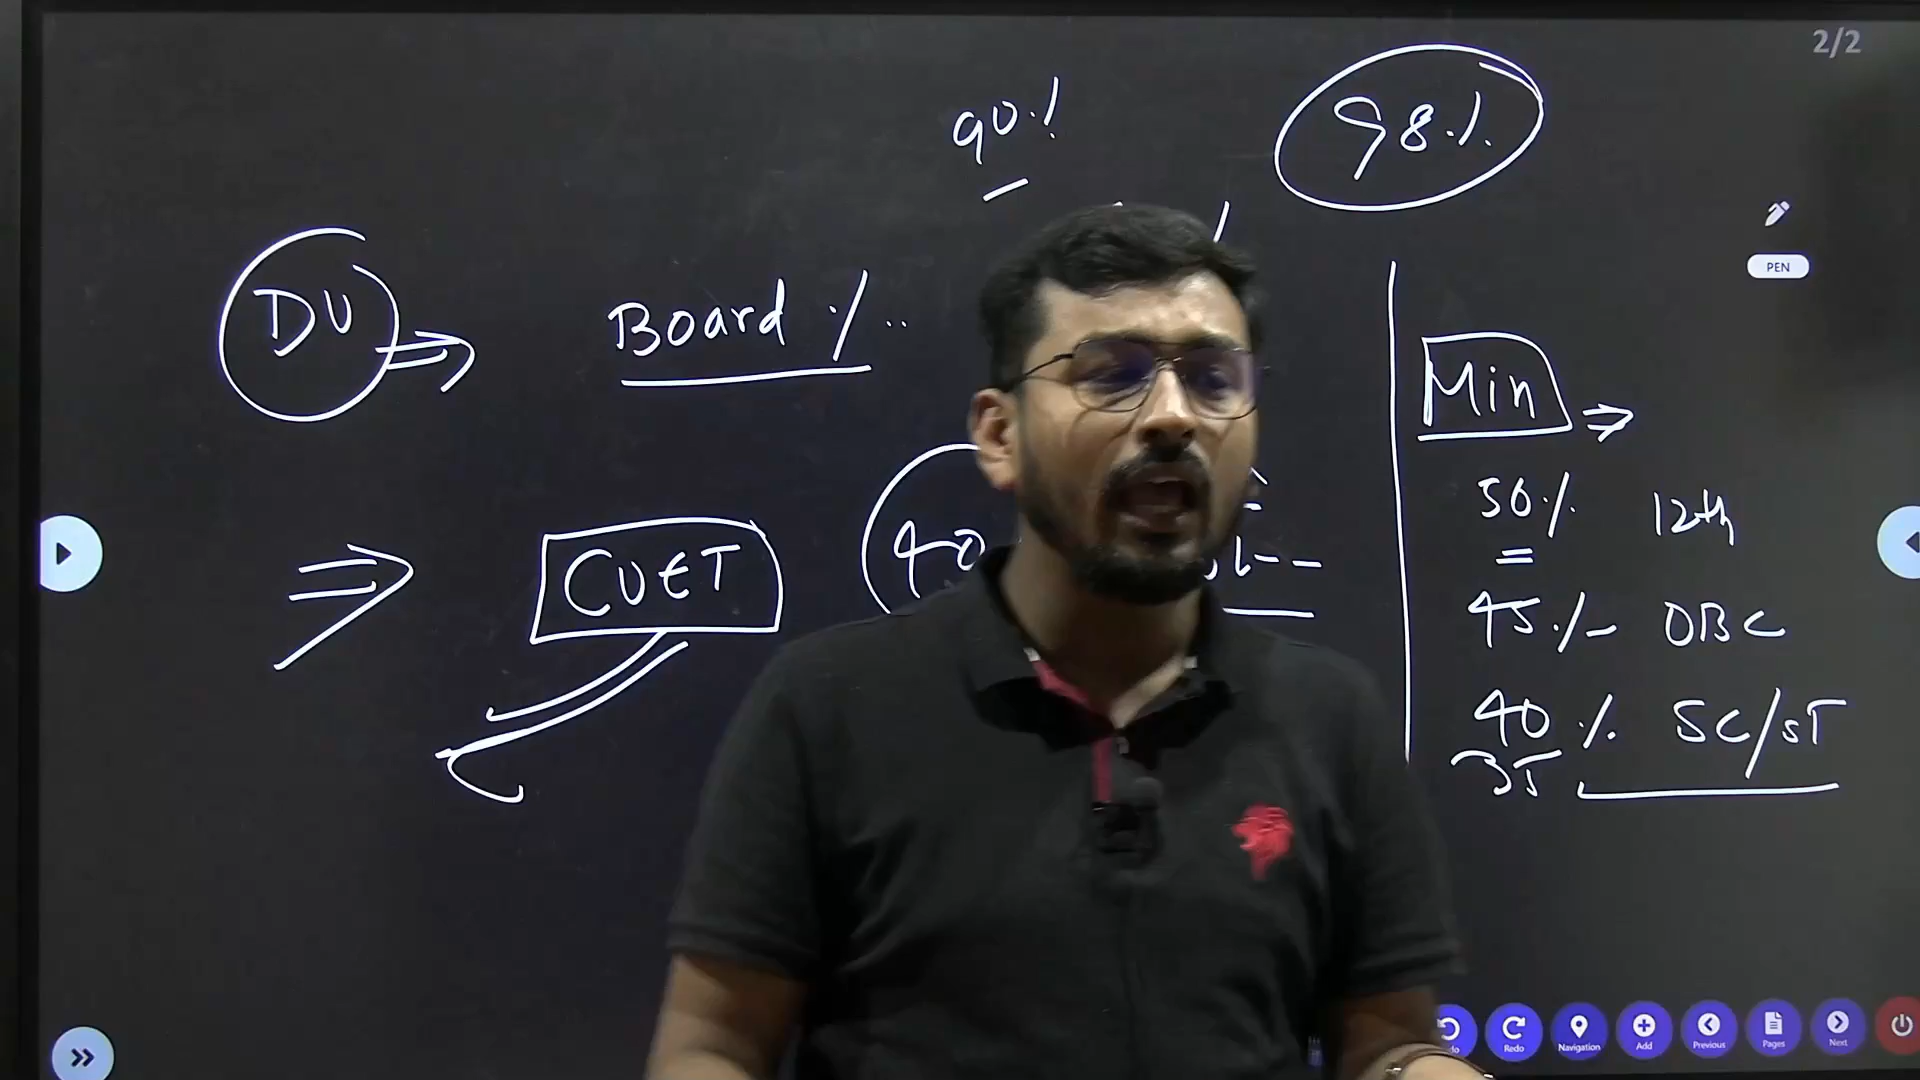 2/2
90%
98%
PEN
DU
Board %..
Min
50% 12th
CUET
40
45% OBC
40% SC/ST
35
Redo
Navigation
Add
Previous
Pages
Next